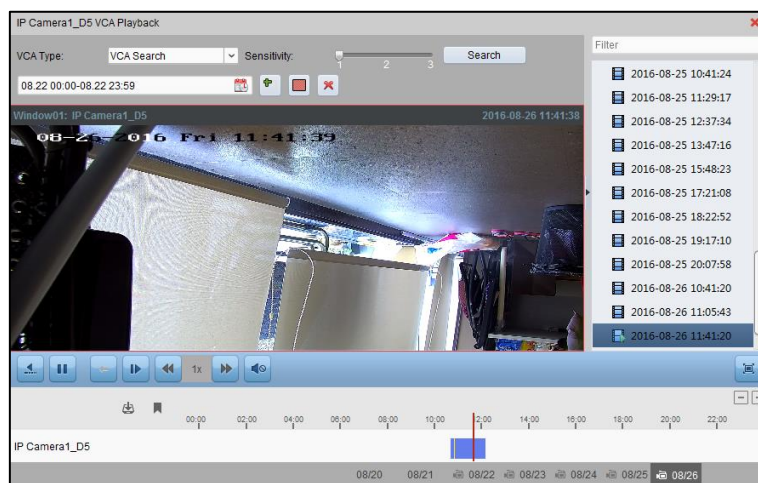 IP Camera1_D5 VCA Playback
VCA Type: VCA Search Sensitivity: 1 2 3 Search
08.22 00:00-08.22 23:59
Window01: IP Camera1_D5 2016-08-26 11:41:38
08-26-2016 Fri 11:41:39
Filter
2016-08-25 10:41:24
2016-08-25 11:29:17
2016-08-25 12:37:34
2016-08-25 13:47:16
2016-08-25 15:48:23
2016-08-25 17:21:08
2016-08-25 18:22:52
2016-08-25 19:17:10
2016-08-25 20:07:58
2016-08-26 10:41:20
2016-08-26 11:05:43
2016-08-26 11:41:20
1x
00:00 02:00 04:00 06:00 08:00 10:00 12:00 14:00 16:00 18:00 20:00 22:00
IP Camera1_D5
08/20 08/21 08/22 08/23 08/24 08/25 08/26